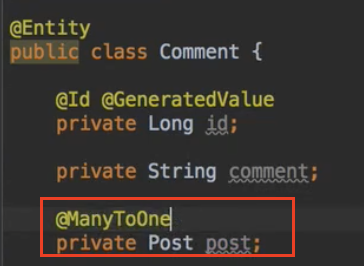 @Entity
public class Comment {
@Id @GeneratedValue
private Long id;
private String comment;
@ManyToOne
private Post post;